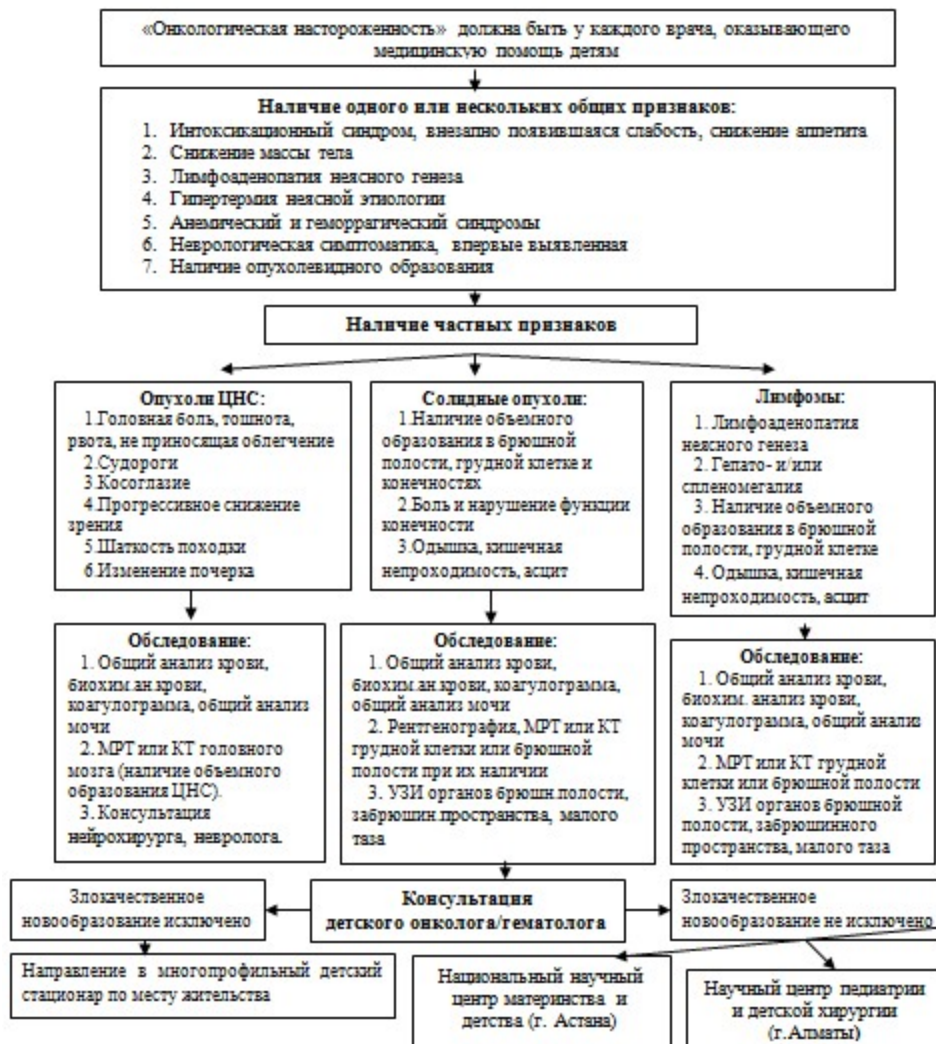 «Онкологическая настороженность» должна быть у каждого врача, оказывающего
медицинскую помощь детям
Наличие одного или нескольких общих признаков:
1. Интоксикационный синдром, внезапно появившаяся слабость, снижение аппетита
2. Снижение массы тела
3. Лимфоаденопатия неясного генеза
4. Гипертермия неясной этиологии
5. Анемический и геморрагический синдромы
6. Неврологическая симптоматика, впервые выявленная
7. Наличие опухолевидного образования
Наличие частных признаков
Опухоли ЦНС:
1.Головная боль, тошнота,
рвота, не приносящая облегчение
2.Судороги
3.Косоглазие
4.Прогрессивное снижение
зрения
5.Шаткость походки
6.Изменение почерка
Солидные опухоли:
1.Наличие объемного
образования в брюшной
полости, грудной клетке и
конечностях
2.Боль и нарушение функции
конечности
3.Одышка, кишечная
непроходимость, асцит
Лимфомы:
1. Лимфоаденопатия
неясного генеза
2. Гепато- и/или
спленомегалия
3. Наличие объемного
образования в брюшной
полости, грудной клетке
4. Одышка, кишечная
непроходимость, асцит
Обследование:
1. Общий анализ крови,
биохим.ан.крови,
коагулограмма, общий анализ
мочи
2. МРТ или КТ головного
мозга (наличие объемного
образования ЦНС).
3. Консультация
нейрохирурга, невролога.
Обследование:
1. Общий анализ крови,
биохим.ан.крови, коагулограмма,
общий анализ мочи
2. Рентгенография, МРТ или КТ
грудной клетки или брюшной
полости при их наличии
3. УЗИ органов брюшн.полости,
забрюшин.пространства, малого
таза
Обследование:
1. Общий анализ крови,
биохим. анализ крови,
коагулограмма, общий анализ
мочи
2. МРТ или КТ грудной
клетки или брюшной полости
3. УЗИ органов брюшной
полости, забрюшинного
пространства, малого таза
Злокачественное
новообразование исключено
Консультация
детского онколога/гематолога
Злокачественное
новообразование не исключено
Направление в многопрофильный детский
стационар по месту жительства
Национальный научный
центр материнства и
детства (г. Астана)
Научный центр педиатрии
и детской хирургии
(г.Алматы)